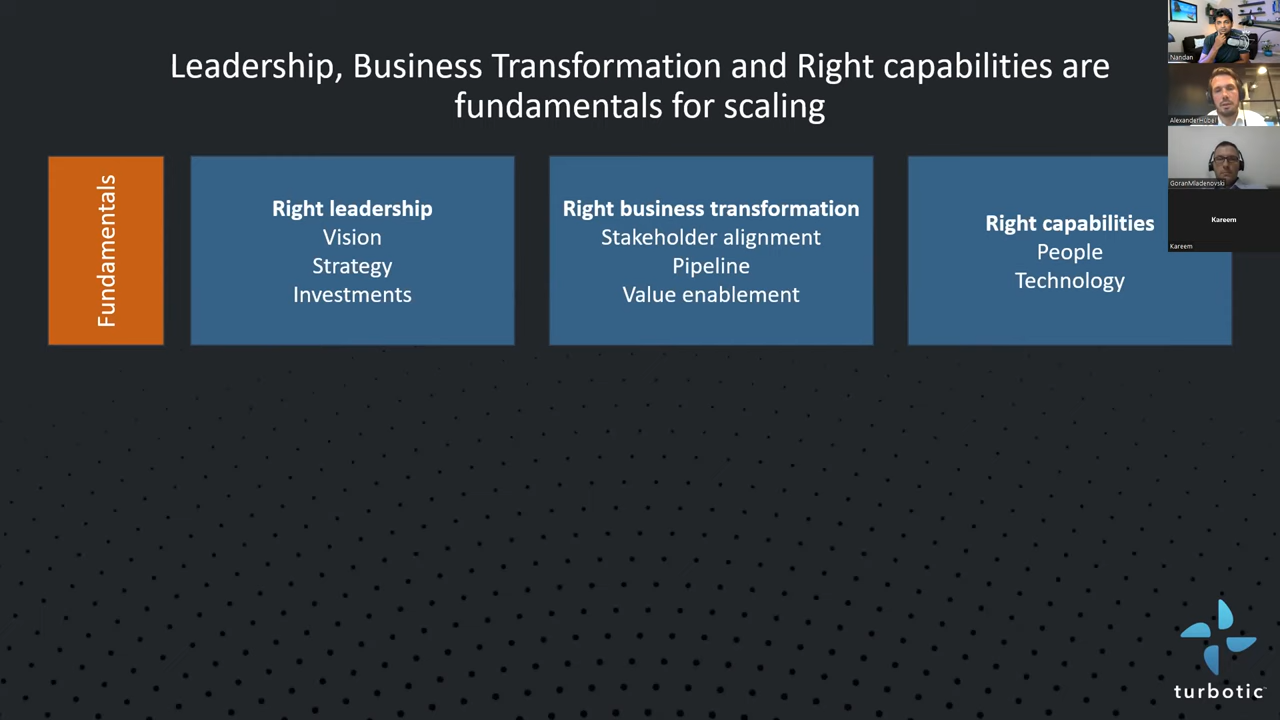 Leadership, Business Transformation and Right capabilities are
fundamentals for scaling
Fundamentals
Right leadership
Vision
Strategy
Investments
Right business transformation
Stakeholder alignment
Pipeline
Value enablement
Right capabilities
People
Technology
Nandan
AlexanderHübel
GoranMladenovski
Kareem
Kareem
turbotic